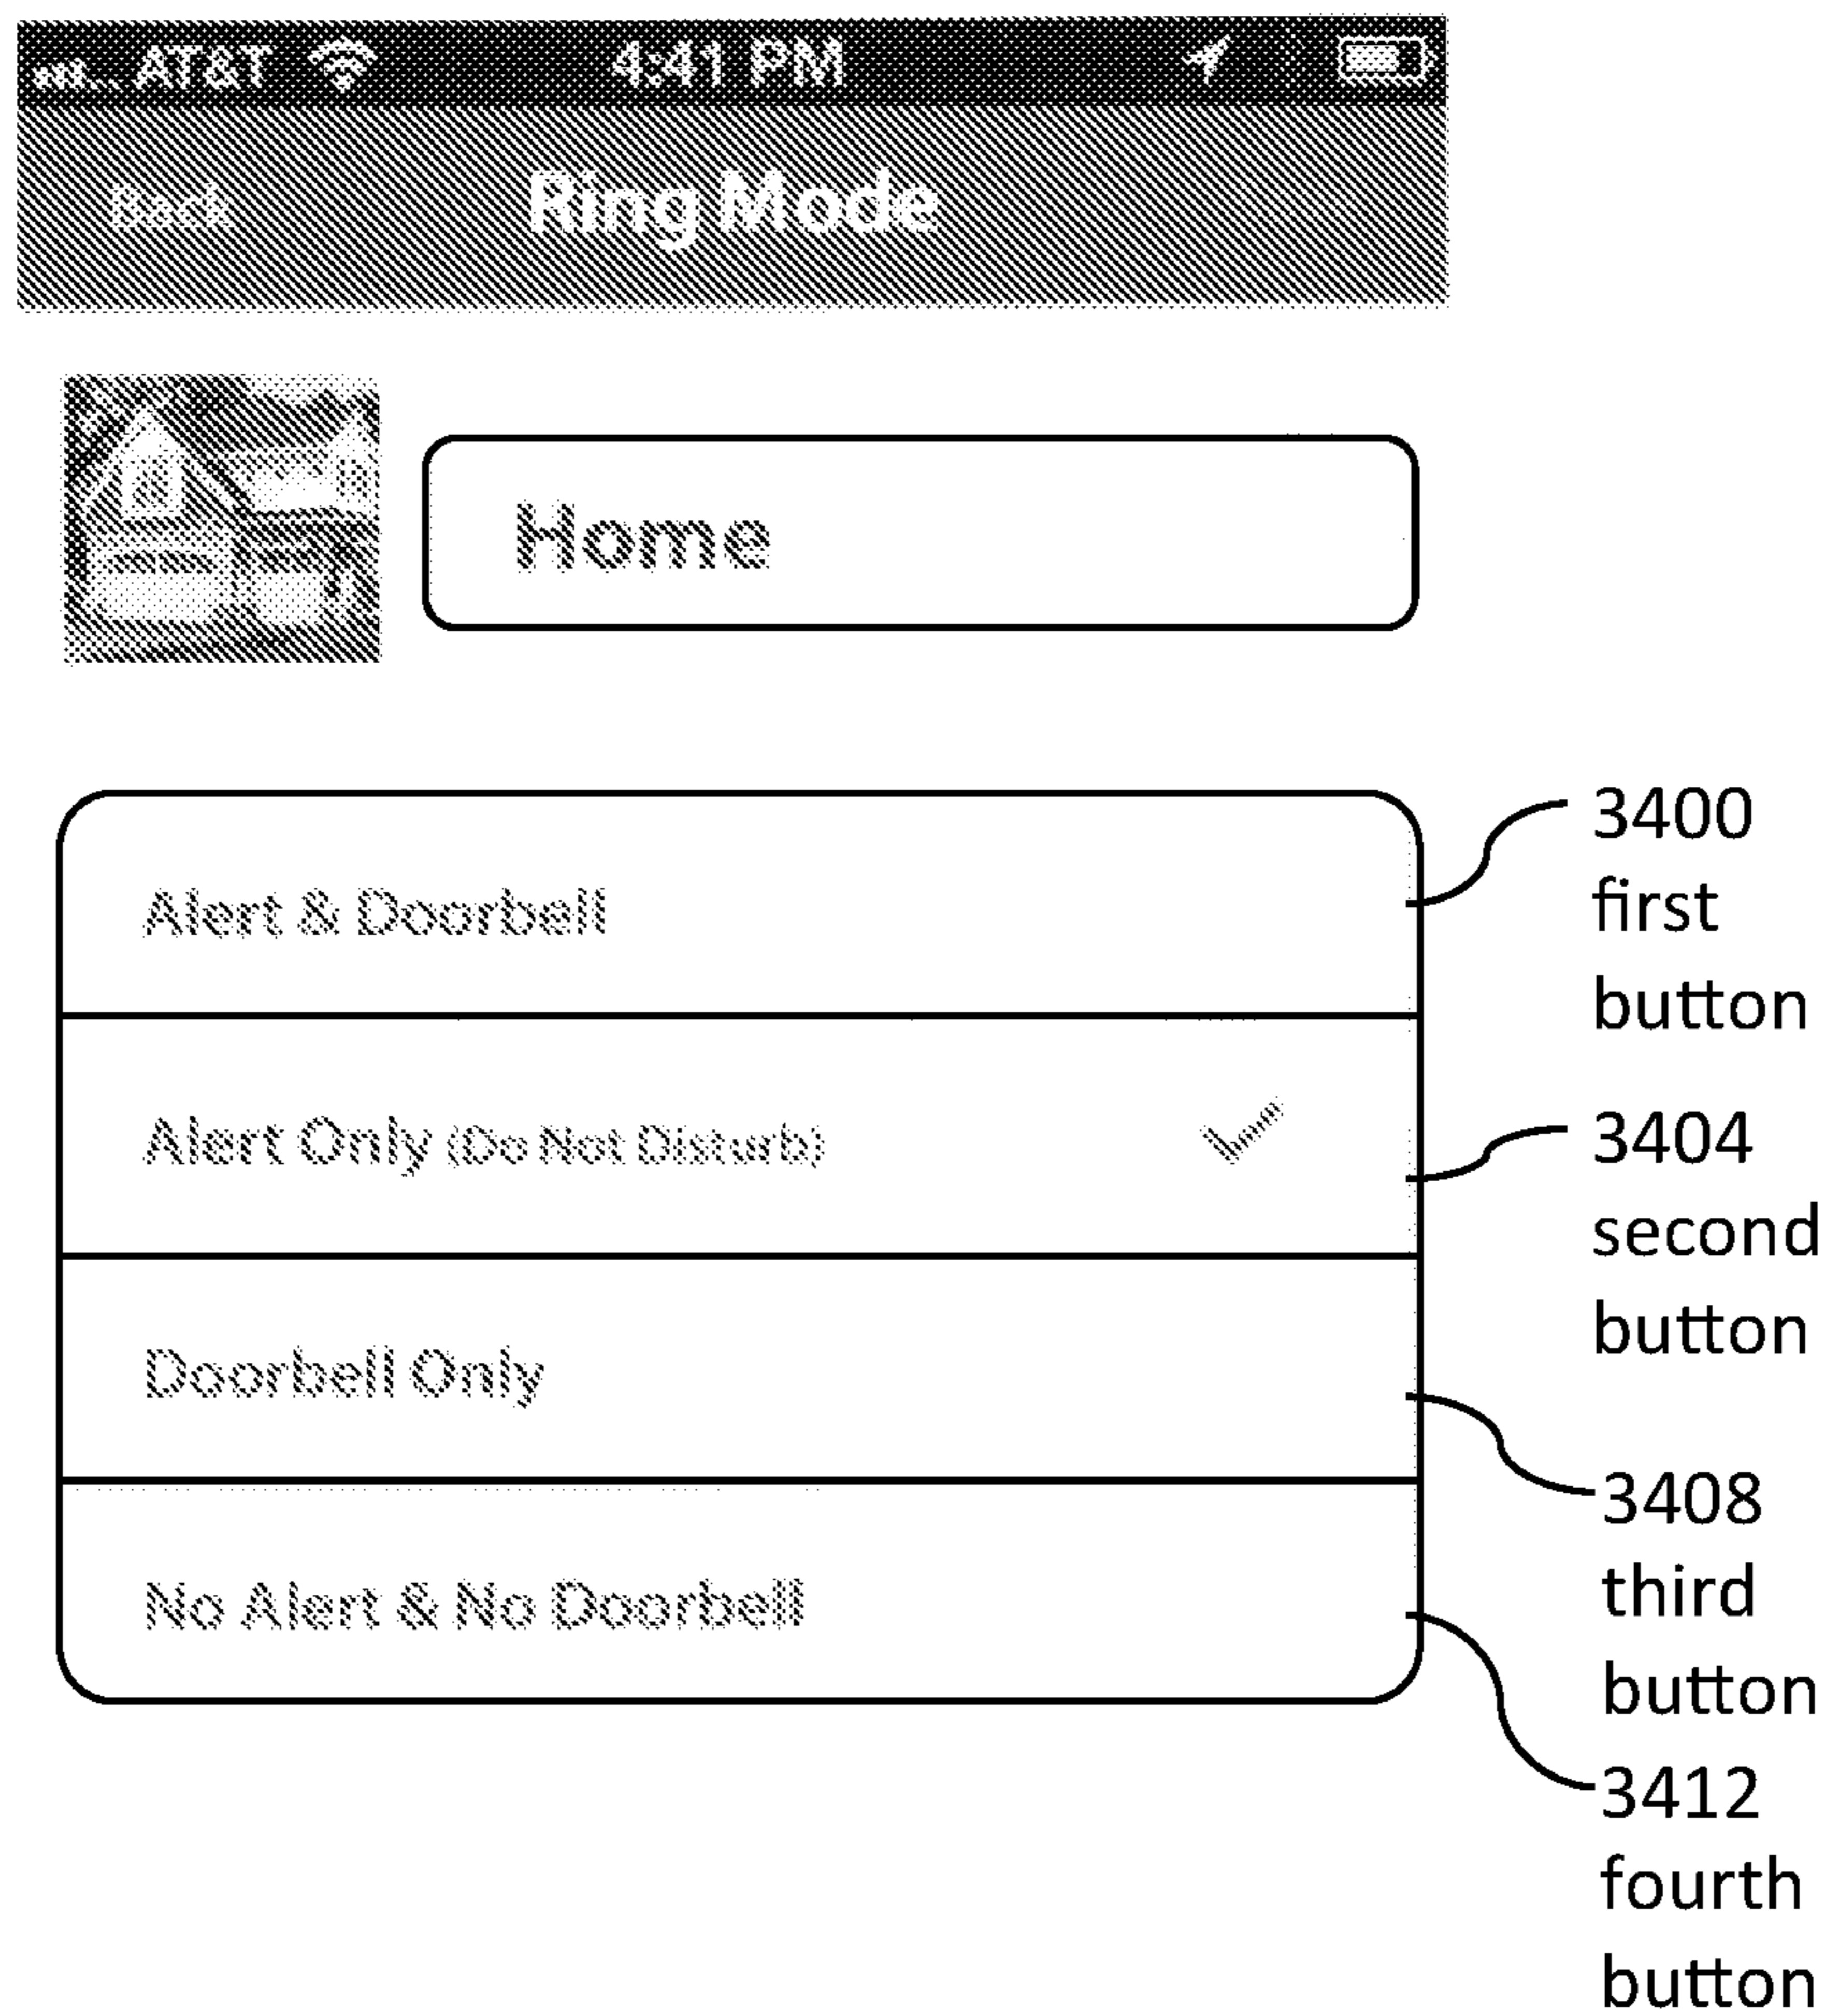 AT&T 4:41 PM
Back Ring Mode
Home
Alert & Doorbell
3400
first
button
Alert Only (Do Not Disturb)
3404
second
button
Doorbell Only
3408
third
button
No Alert & No Doorbell
3412
fourth
button